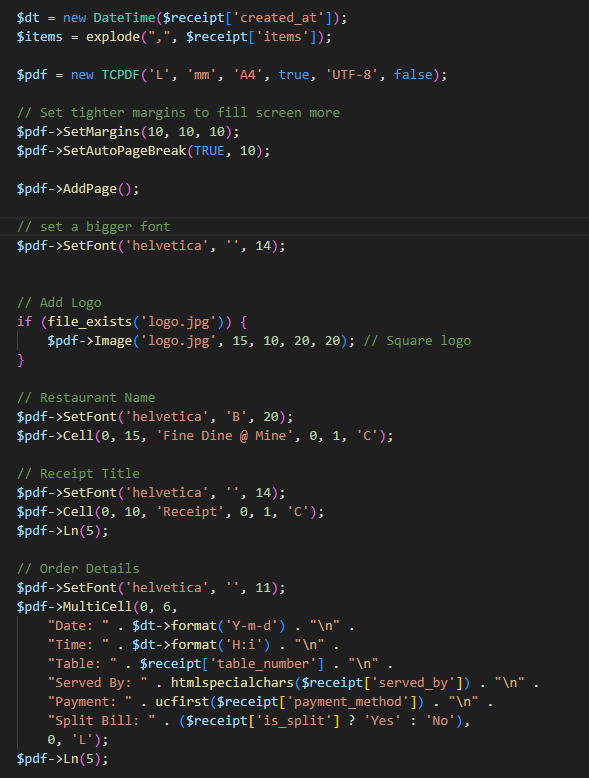 $dt = new DateTime($receipt['created_at']);
$items = explode(",", $receipt['items']);
$pdf = new TCPDF('L', 'mm', 'A4', true, 'UTF-8', false);
// Set tighter margins to fill screen more
$pdf->SetMargins(10, 10, 10);
$pdf->SetAutoPageBreak(TRUE, 10);
$pdf->AddPage();
// set a bigger font
$pdf->SetFont('helvetica', '', 14);
// Add Logo
if (file_exists('logo.jpg')) {
    $pdf->Image('logo.jpg', 15, 10, 20, 20); // Square logo
}
// Restaurant Name
$pdf->SetFont('helvetica', 'B', 20);
$pdf->Cell(0, 15, 'Fine Dine @ Mine', 0, 1, 'C');
// Receipt Title
$pdf->SetFont('helvetica', '', 14);
$pdf->Cell(0, 10, 'Receipt', 0, 1, 'C');
$pdf->Ln(5);
// Order Details
$pdf->SetFont('helvetica', '', 11);
$pdf->MultiCell(0, 6,
    "Date: " . $dt->format('Y-m-d') . "\n" .
    "Time: " . $dt->format('H:i') . "\n" .
    "Table: " . $receipt['table_number'] . "\n" .
    "Served By: " . htmlspecialchars($receipt['served_by']) . "\n" .
    "Payment: " . ucfirst($receipt['payment_method']) . "\n" .
    "Split Bill: " . ($receipt['is_split'] ? 'Yes' : 'No'),
    0, 'L');
$pdf->Ln(5);